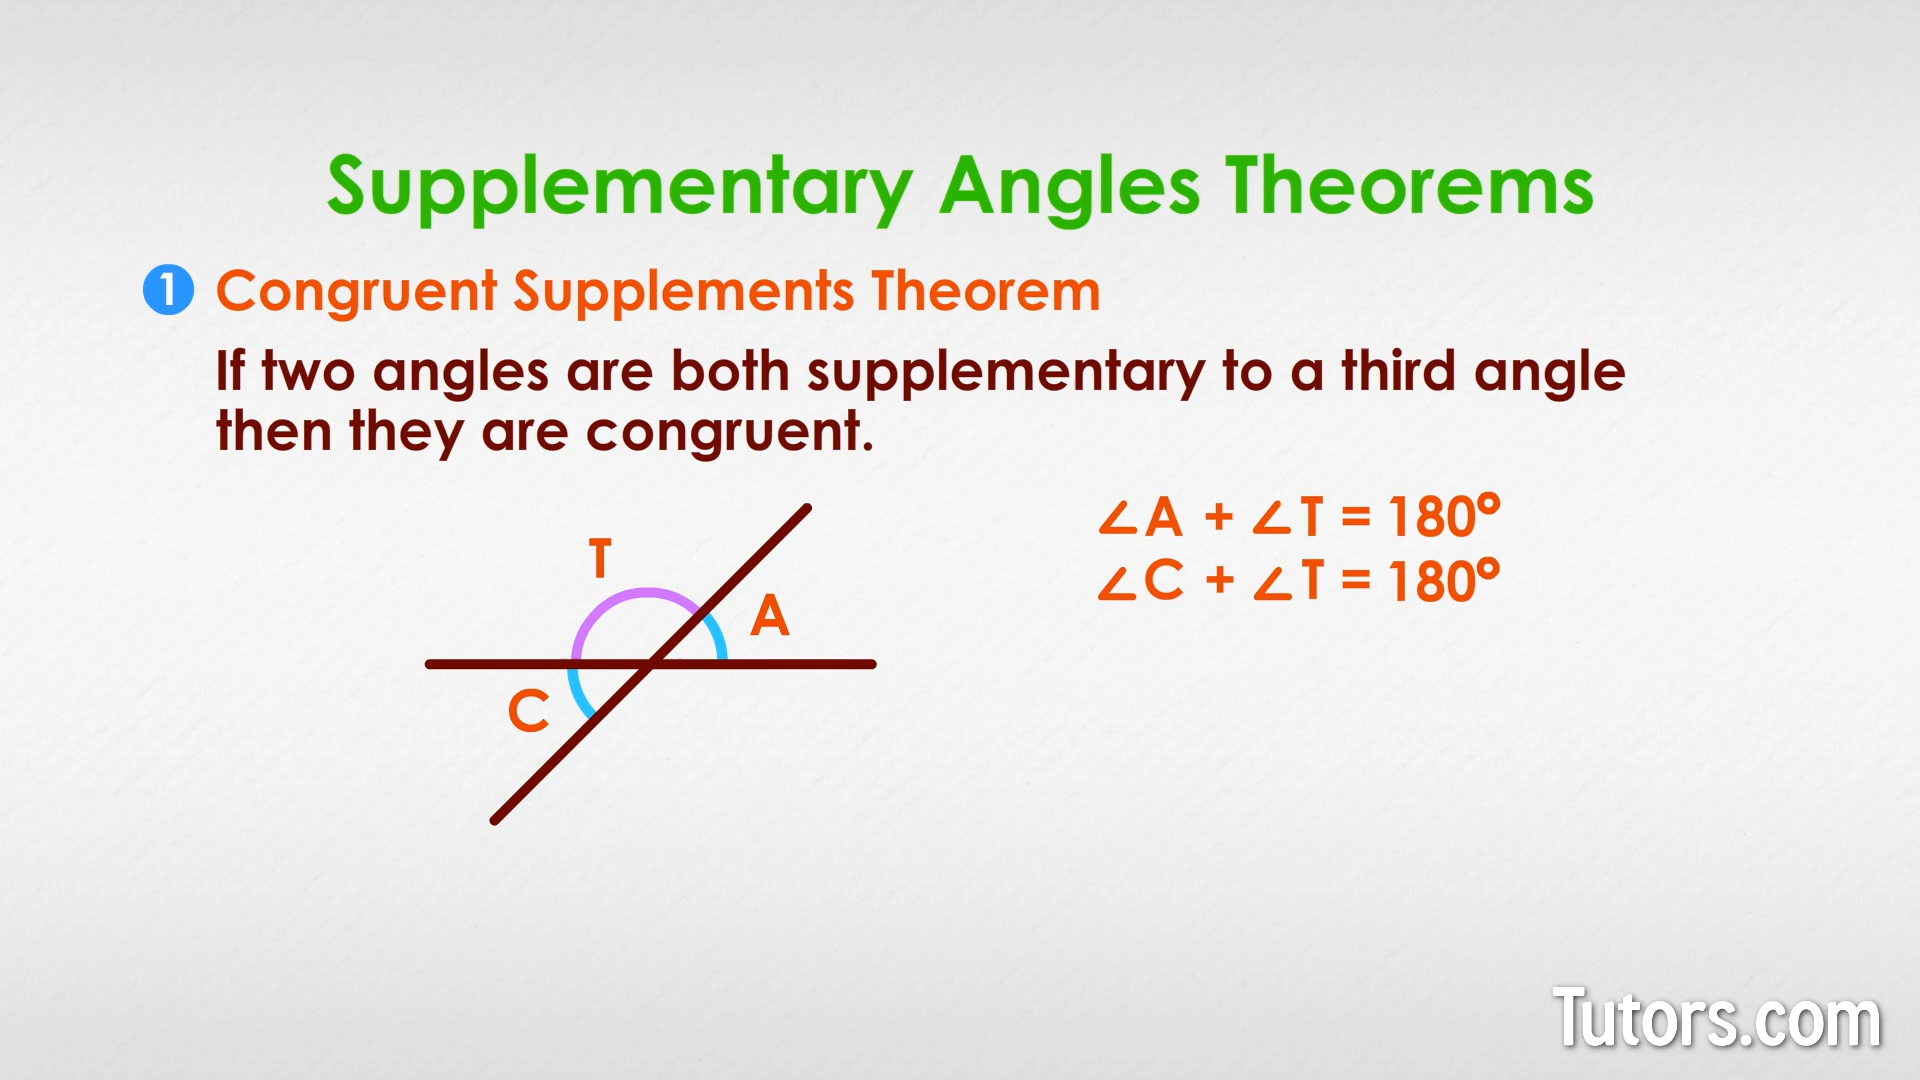 Supplementary Angles Theorems
1 Congruent Supplements Theorem
If two angles are both supplementary to a third angle
then they are congruent.
∠A + ∠T = 180°
∠C + ∠T = 180°
T
A
C
Tutors.com